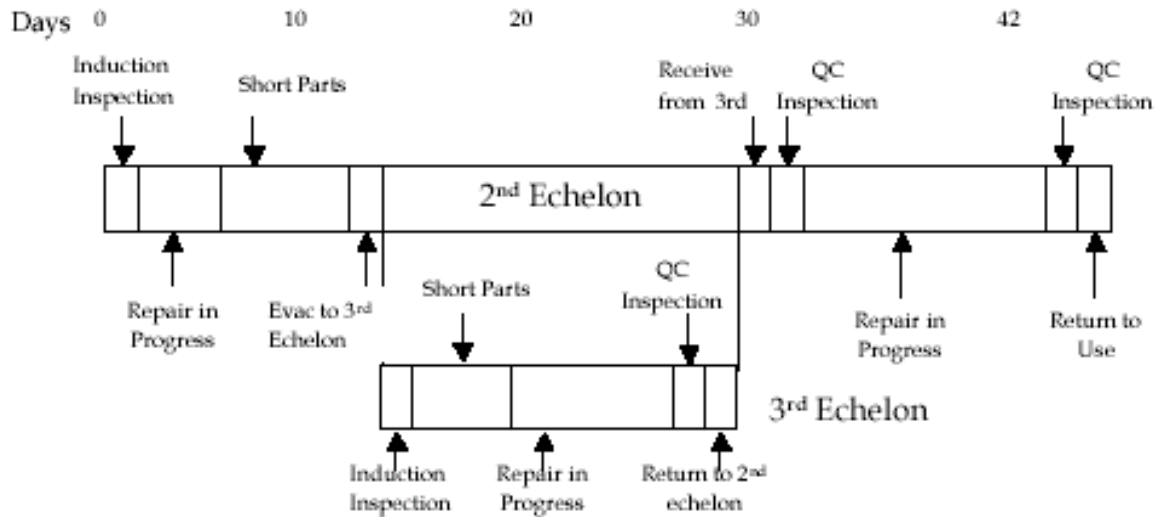 Days 0 10 20 30 42
Induction
Inspection
Short Parts
Receive
from 3rd
QC
Inspection
QC
Inspection
2nd Echelon
Repair in
Progress
Evac to 3rd
Echelon
Short Parts
QC
Inspection
Repair in
Progress
Return to
Use
3rd Echelon
Induction
Inspection
Repair in
Progress
Return to 2nd
echelon